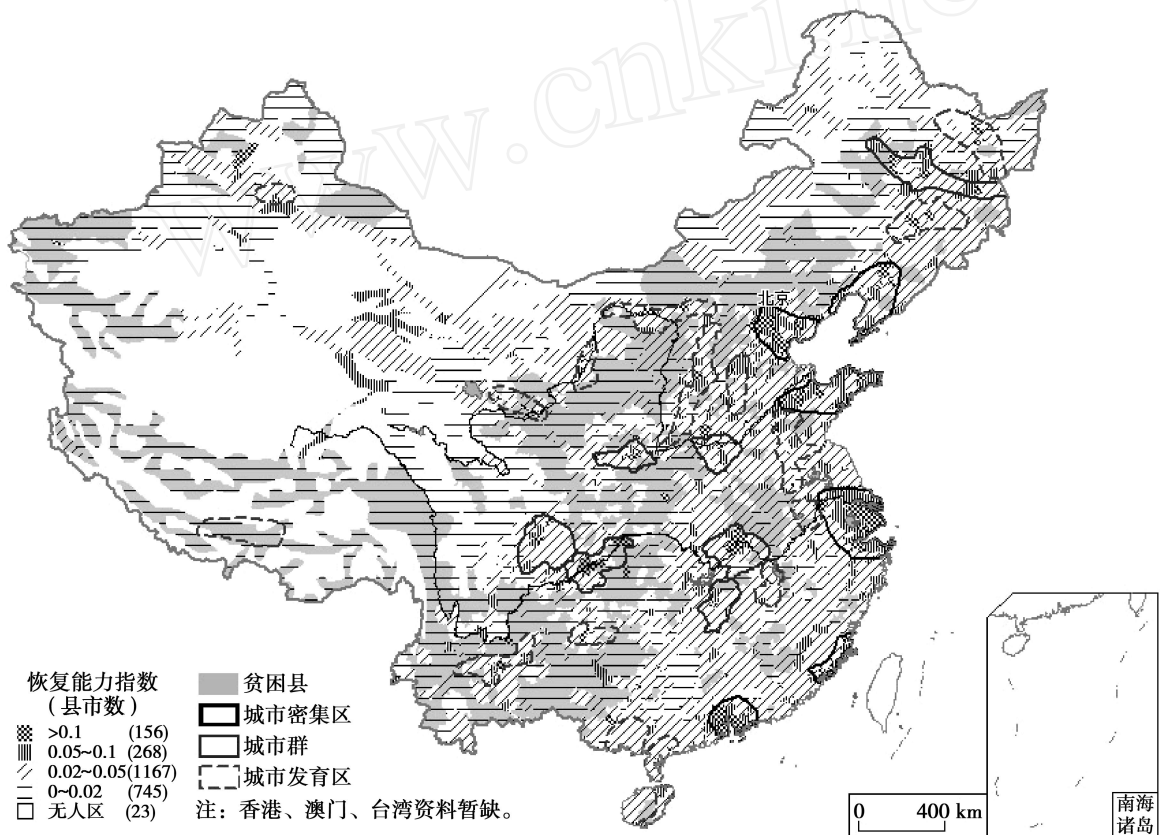 www.cnki.ne
北京
恢复能力指数
(县市数)
>0.1 (156)
0.05~0.1 (268)
0.02~0.05(1167)
0~0.02 (745)
无人区 (23)
贫困县
城市密集区
城市群
城市发育区
注：香港、澳门、台湾资料暂缺。
0 400 km
南海
诸岛